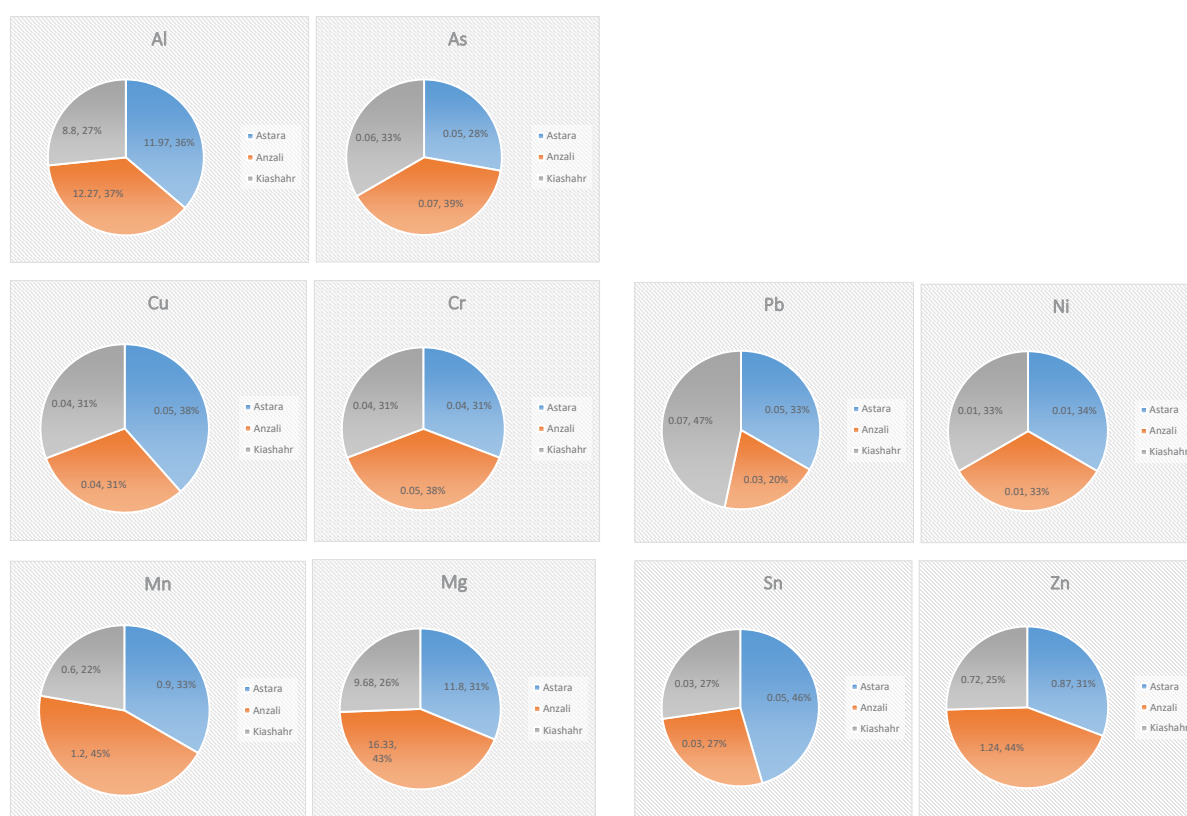 Al
8.8, 27%
11.97, 36%
12.27, 37%
Astara
Anzali
Kiashahr
As
0.06, 33%
0.05, 28%
0.07, 39%
Astara
Anzali
Kiashahr
Cu
0.04, 31%
0.05, 38%
0.04, 31%
Astara
Anzali
Kiashahr
Cr
0.04, 31%
0.04, 31%
0.05, 38%
Astara
Anzali
Kiashahr
Pb
0.07, 47%
0.05, 33%
0.03, 20%
Astara
Anzali
Kiashahr
Ni
0.01, 33%
0.01, 34%
0.01, 33%
Astara
Anzali
Kiashahr
Mn
0.6, 22%
0.9, 33%
1.2, 45%
Astara
Anzali
Kiashahr
Mg
9.68, 26%
11.8, 31%
16.33,
43%
Astara
Anzali
Kiashahr
Sn
0.03, 27%
0.05, 46%
0.03, 27%
Astara
Anzali
Kiashahr
Zn
0.72, 25%
0.87, 31%
1.24, 44%
Astara
Anzali
Kiashahr